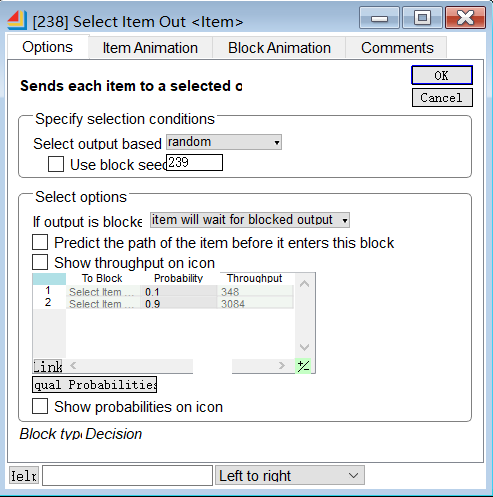 [238] Select Item Out <Item>
Options Item Animation Block Animation Comments
Sends each item to a selected o
OK
Cancel
Specify selection conditions
Select output based random
Use block seed 239
Select options
If output is blocke item will wait for blocked output
Predict the path of the item before it enters this block
Show throughput on icon
To Block Probability Throughput
1 Select Item ... 0.1 348
2 Select Item ... 0.9 3084
Link
qual Probabilities
Show probabilities on icon
Block type Decision
Help Left to right